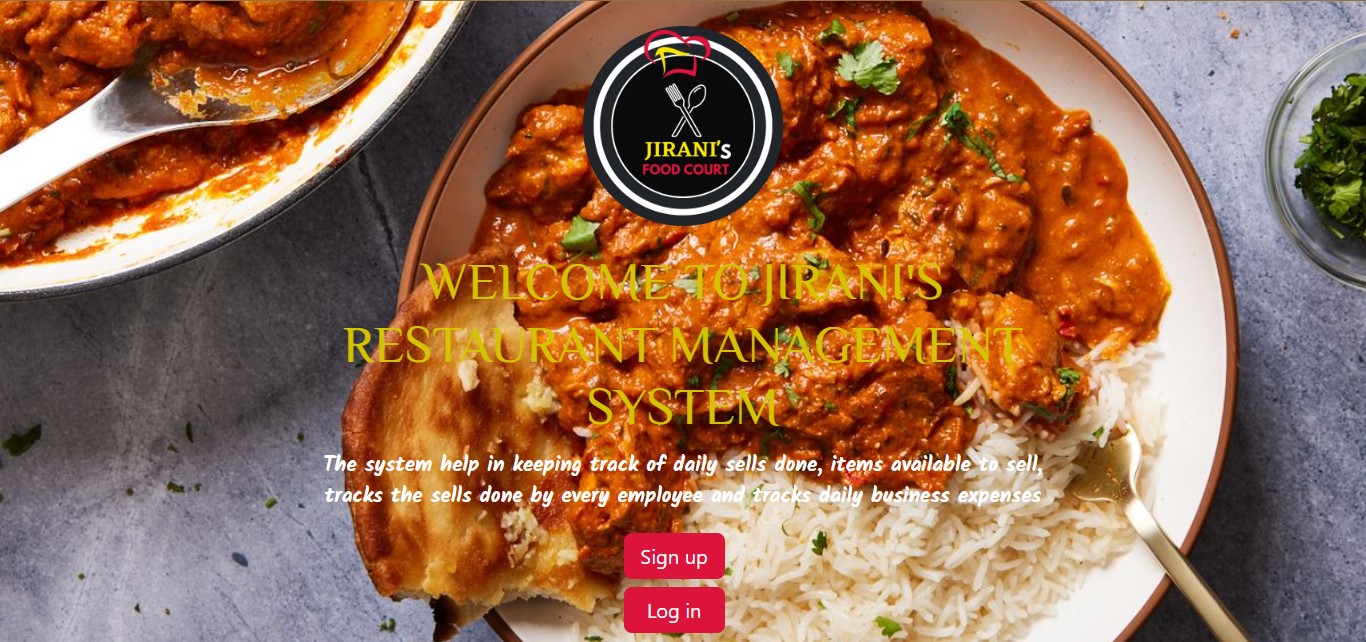 JIRANI's
FOOD COURT
WELCOME TO JIRANI'S
RESTAURANT MANAGEMENT
SYSTEM
The system help in keeping track of daily sells done, items available to sell,
tracks the sells done by every employee and tracks daily business expenses
Sign up
Log in